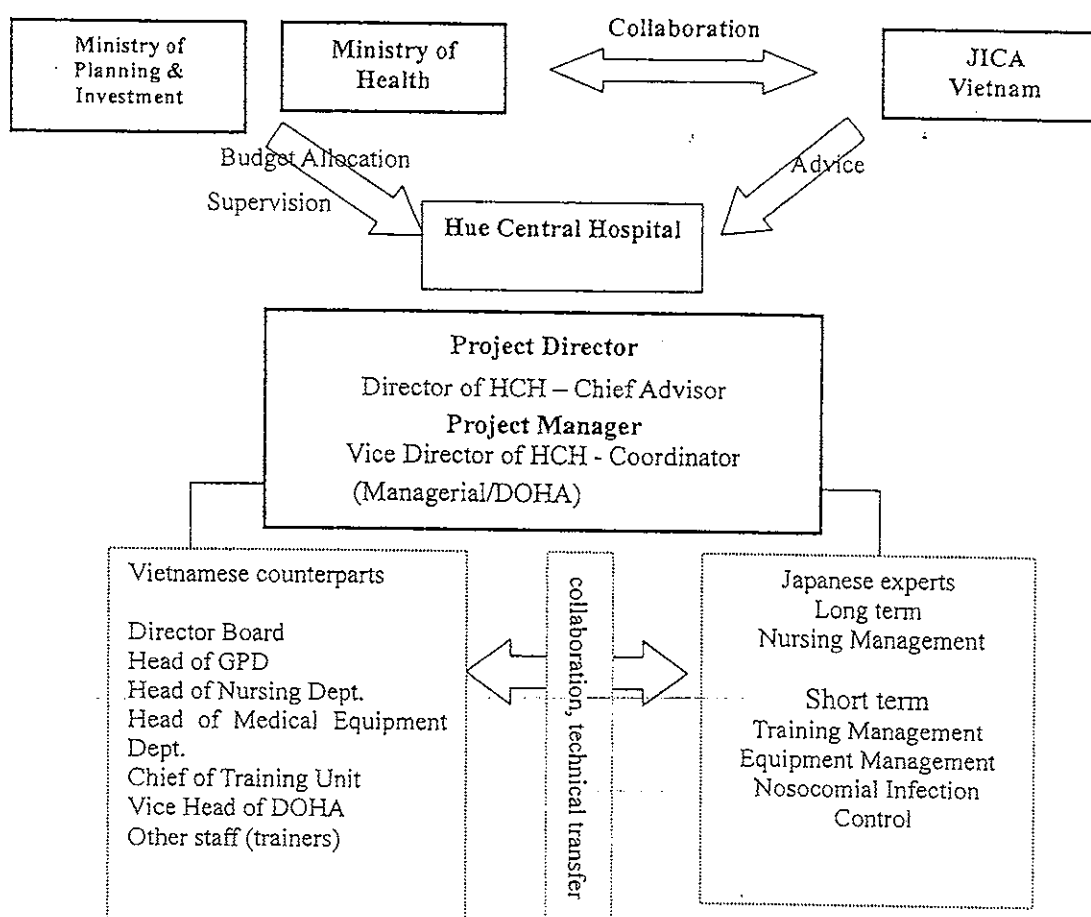 Ministry of
Planning &
Investment
Ministry of
Health
Collaboration
JICA
Vietnam
Budget Allocation
Supervision
Advice
Hue Central Hospital
Project Director
Director of HCH – Chief Advisor
Project Manager
Vice Director of HCH - Coordinator
(Managerial/DOHA)
Vietnamese counterparts
Director Board
Head of GPD
Head of Nursing Dept.
Head of Medical Equipment
Dept.
Chief of Training Unit
Vice Head of DOHA
Other staff (trainers)
collaboration, technical transfer
Japanese experts
Long term
Nursing Management
Short term
Training Management
Equipment Management
Nosocomial Infection
Control